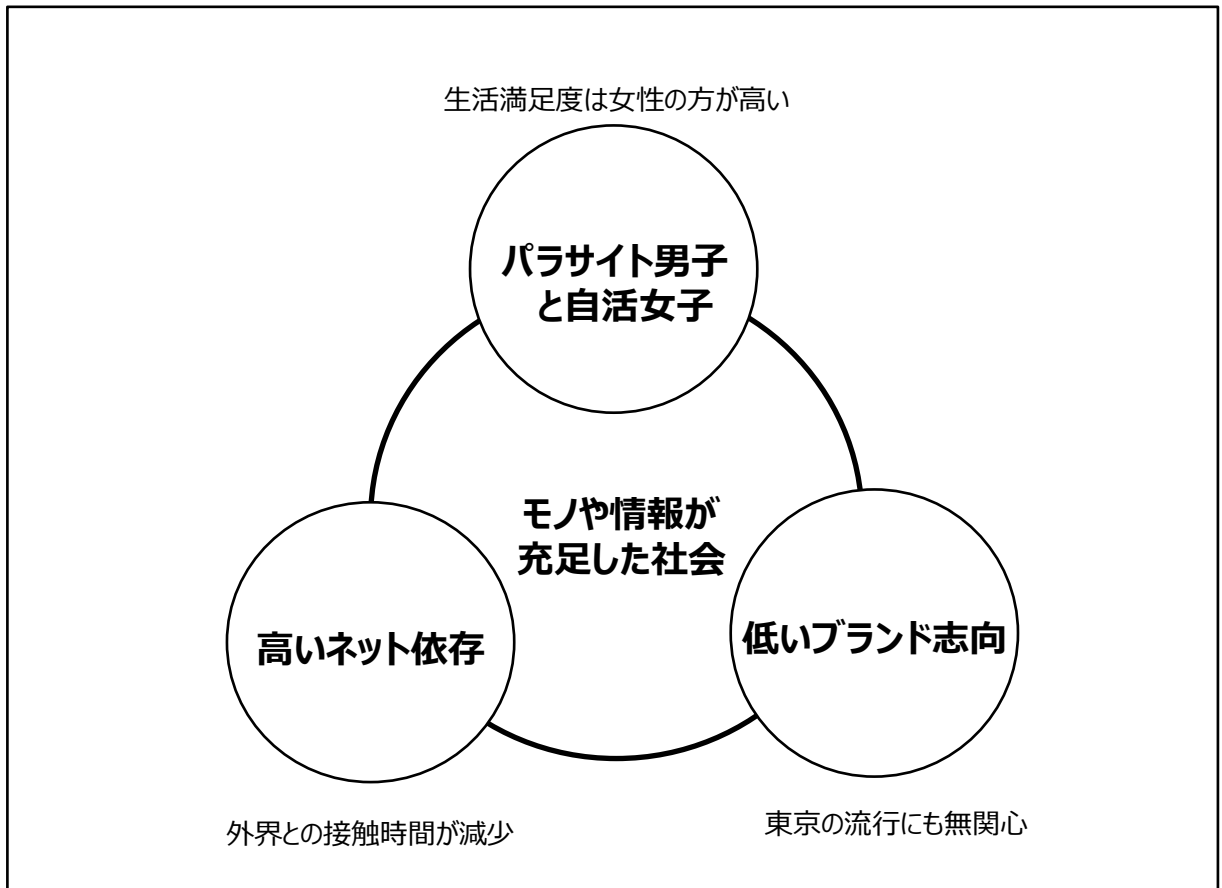 生活満足度は女性の方が高い
パラサイト男子
と自活女子
モノや情報が
充足した社会
高いネット依存
低いブランド志向
外界との接触時間が減少
東京の流行にも無関心